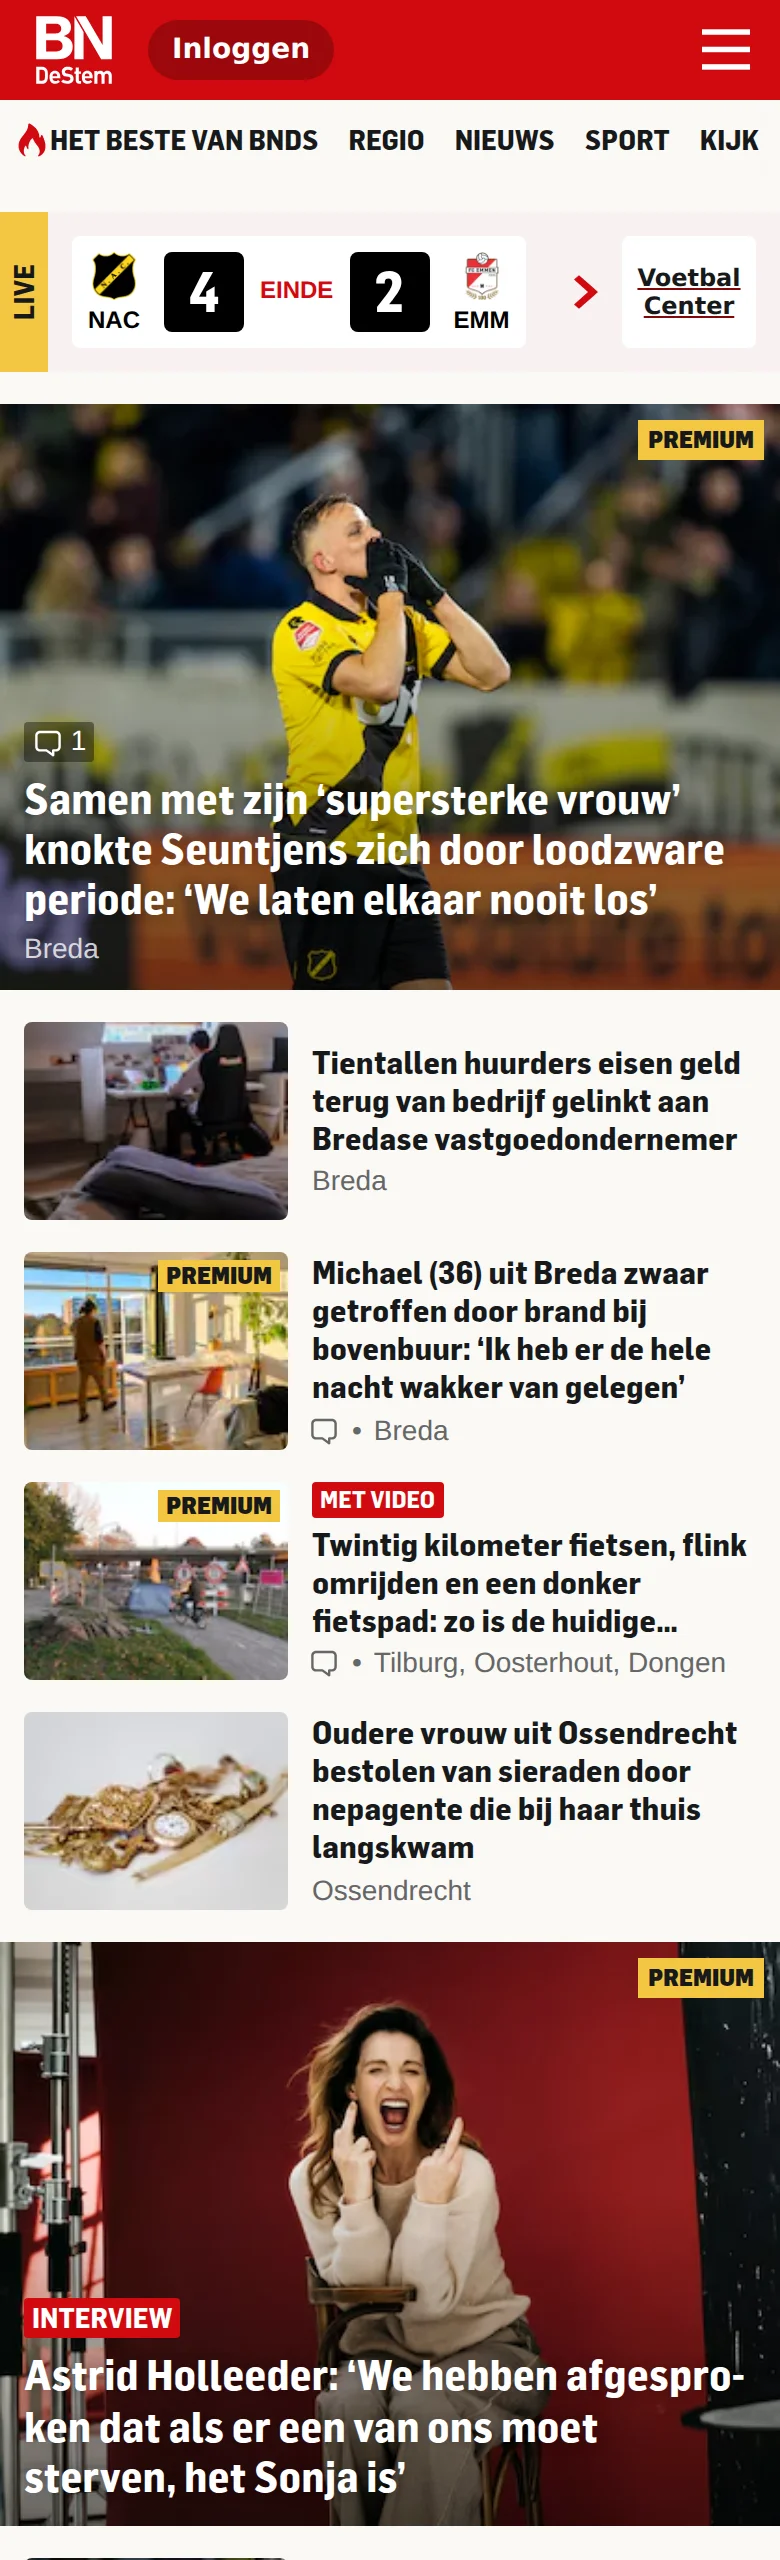 BN
DeStem
Inloggen
HET BESTE VAN BNDS REGIO NIEUWS SPORT KIJK
LIVE
NAC
4
EINDE
2
EMM
Voetbal
Center
PREMIUM
1
Samen met zijn ‘supersterke vrouw’
knokte Seuntjens zich door loodzware
periode: ‘We laten elkaar nooit los’
Breda
Tientallen huurders eisen geld
terug van bedrijf gelinkt aan
Bredase vastgoedondernemer
Breda
PREMIUM
Michael (36) uit Breda zwaar
getroffen door brand bij
bovenbuur: ‘Ik heb er de hele
nacht wakker van gelegen’
• Breda
PREMIUM
MET VIDEO
Twintig kilometer fietsen, flink
omrijden en een donker
fietspad: zo is de huidige...
• Tilburg, Oosterhout, Dongen
Oudere vrouw uit Ossendrecht
bestolen van sieraden door
nepagente die bij haar thuis
langskwam
Ossendrecht
PREMIUM
INTERVIEW
Astrid Holleeder: ‘We hebben afgespro-
ken dat als er een van ons moet
sterven, het Sonja is’